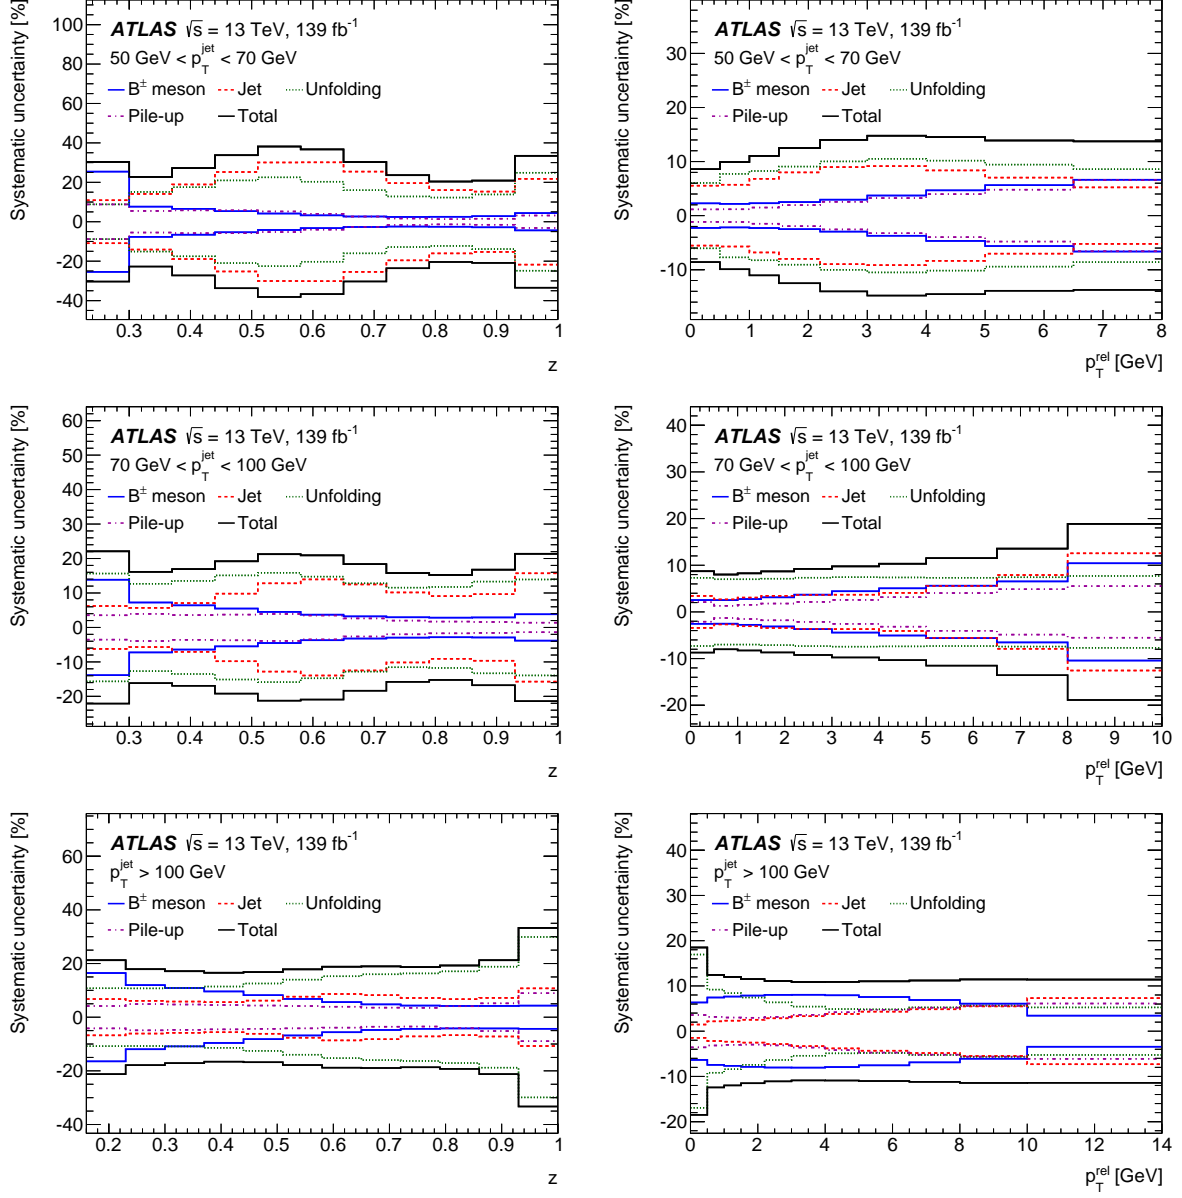 Systematic uncertainty [%]
ATLAS √s = 13 TeV, 139 fb⁻¹
50 GeV < p_T^jet < 70 GeV
B± meson Jet Unfolding
Pile-up Total
100
80
60
40
20
0
-20
-40
0.3 0.4 0.5 0.6 0.7 0.8 0.9 1
z
Systematic uncertainty [%]
ATLAS √s = 13 TeV, 139 fb⁻¹
50 GeV < p_T^jet < 70 GeV
B± meson Jet Unfolding
Pile-up Total
30
20
10
0
-10
0 1 2 3 4 5 6 7 8
p_T^rel [GeV]
Systematic uncertainty [%]
ATLAS √s = 13 TeV, 139 fb⁻¹
70 GeV < p_T^jet < 100 GeV
B± meson Jet Unfolding
Pile-up Total
60
50
40
30
20
10
0
-10
-20
0.3 0.4 0.5 0.6 0.7 0.8 0.9 1
z
Systematic uncertainty [%]
ATLAS √s = 13 TeV, 139 fb⁻¹
70 GeV < p_T^jet < 100 GeV
B± meson Jet Unfolding
Pile-up Total
40
30
20
10
0
-10
-20
0 1 2 3 4 5 6 7 8 9 10
p_T^rel [GeV]
Systematic uncertainty [%]
ATLAS √s = 13 TeV, 139 fb⁻¹
p_T^jet > 100 GeV
B± meson Jet Unfolding
Pile-up Total
60
40
20
0
-20
-40
0.2 0.3 0.4 0.5 0.6 0.7 0.8 0.9 1
z
Systematic uncertainty [%]
ATLAS √s = 13 TeV, 139 fb⁻¹
p_T^jet > 100 GeV
B± meson Jet Unfolding
Pile-up Total
40
30
20
10
0
-10
-20
0 2 4 6 8 10 12 14
p_T^rel [GeV]